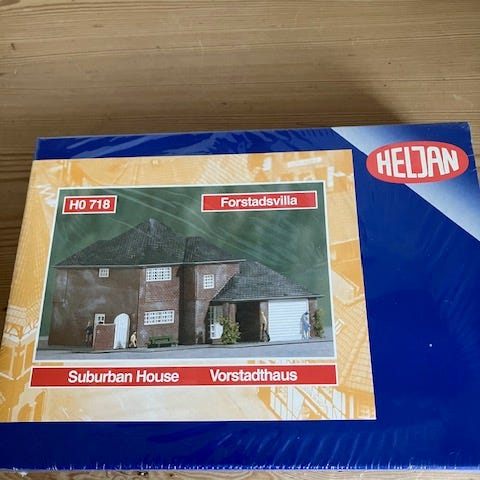 HELJAN
H0 718
Forstadsvilla
Suburban House Vorstadthaus